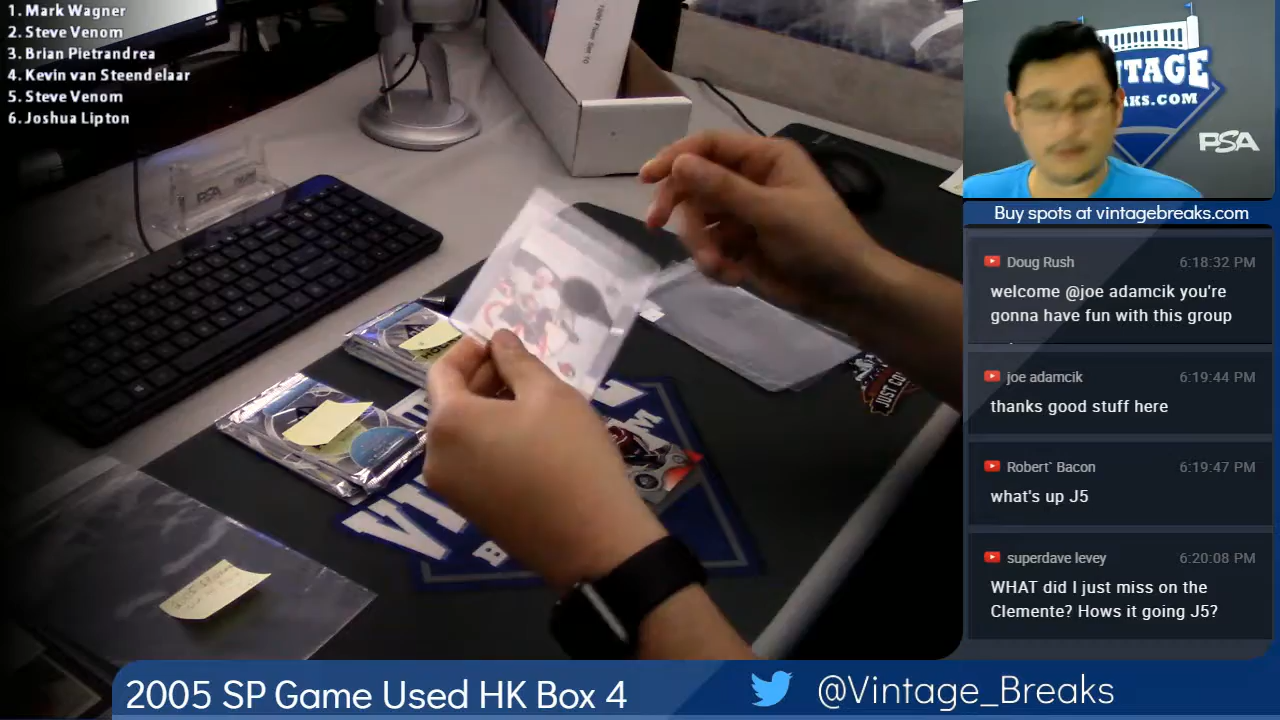 1. Mark Wagner
2. Steve Venom
3. Brian Pietrandrea
4. Kevin van Steendelaar
5. Steve Venom
6. Joshua Lipton
PSA
Buy spots at vintagebreaks.com
Doug Rush 6:18:32 PM
welcome @joe adamcik you're
gonna have fun with this group
joe adamcik 6:19:44 PM
thanks good stuff here
Robert` Bacon 6:19:47 PM
what's up J5
superdave levey 6:20:08 PM
WHAT did I just miss on the
Clemente? Hows it going J5?
PSA
JUST
2005 SP Game Used HK Box 4
@Vintage_Breaks